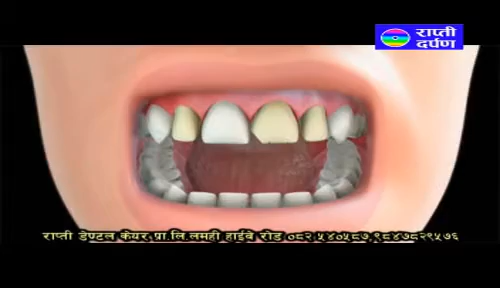 राप्ती
दर्पण
राप्ती डेण्टल केयर प्रा.लि.लमही हाईवे रोड ०८२.५४०५८७,९८४७८२९५७६